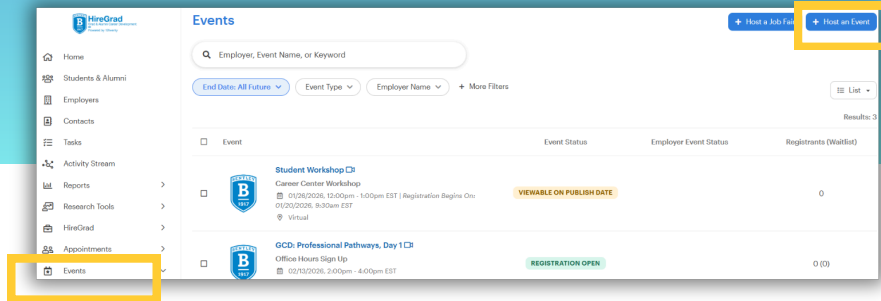 HireGrad
Events
+ Host a Job Fair
+ Host an Event
Employer, Event Name, or Keyword
End Date: All Future
Event Type
Employer Name
+ More Filters
List
Results: 3
Home
Students & Alumni
Employers
Contacts
Tasks
Activity Stream
Reports
Research Tools
HireGrad
Appointments
Events
Event
Event Status
Employer Event Status
Registrants (Waitlist)
Student Workshop
Career Center Workshop
01/28/2026, 12:00pm - 1:00pm EST | Registration Begins On:
01/20/2026, 9:30am EST
Virtual
VIEWABLE ON PUBLISH DATE
0
BENTLEY
B
1917
GCD: Professional Pathways, Day 1
Office Hours Sign Up
02/13/2026, 2:00pm - 4:00pm EST
REGISTRATION OPEN
0 (0)
BENTLEY
B
1917